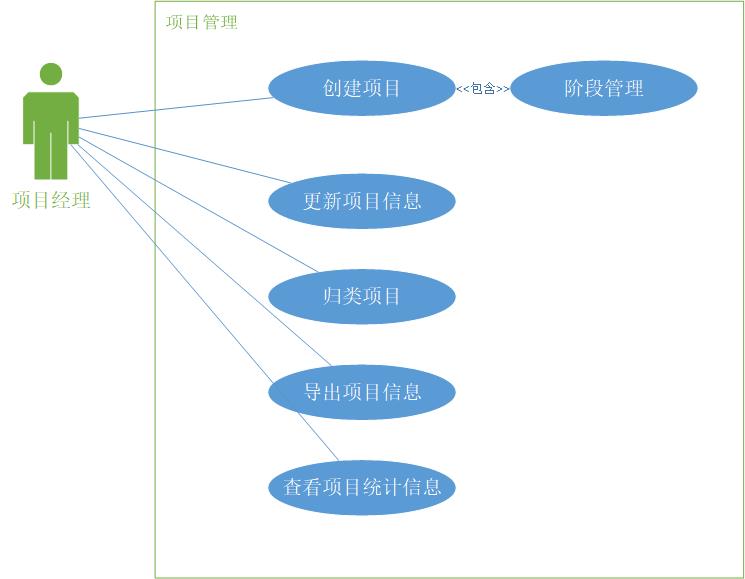 项目管理
创建项目
<<包含>>
阶段管理
项目经理
更新项目信息
归类项目
导出项目信息
查看项目统计信息